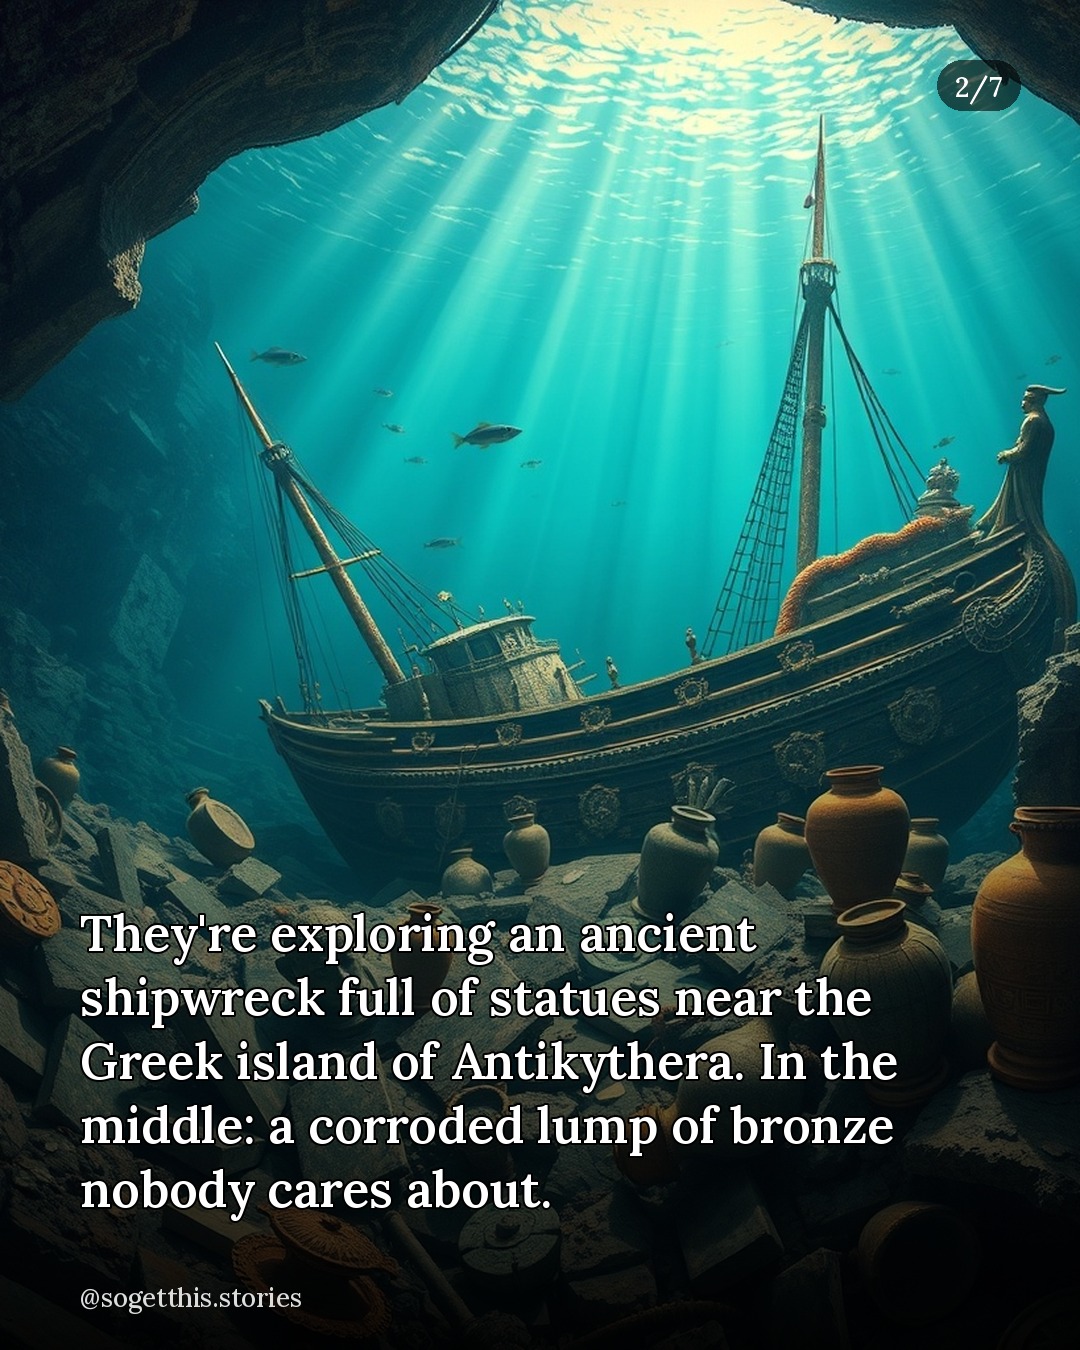 2/7
They're exploring an ancient
shipwreck full of statues near the
Greek island of Antikythera. In the
middle: a corroded lump of bronze
nobody cares about.
@sogetthis.stories